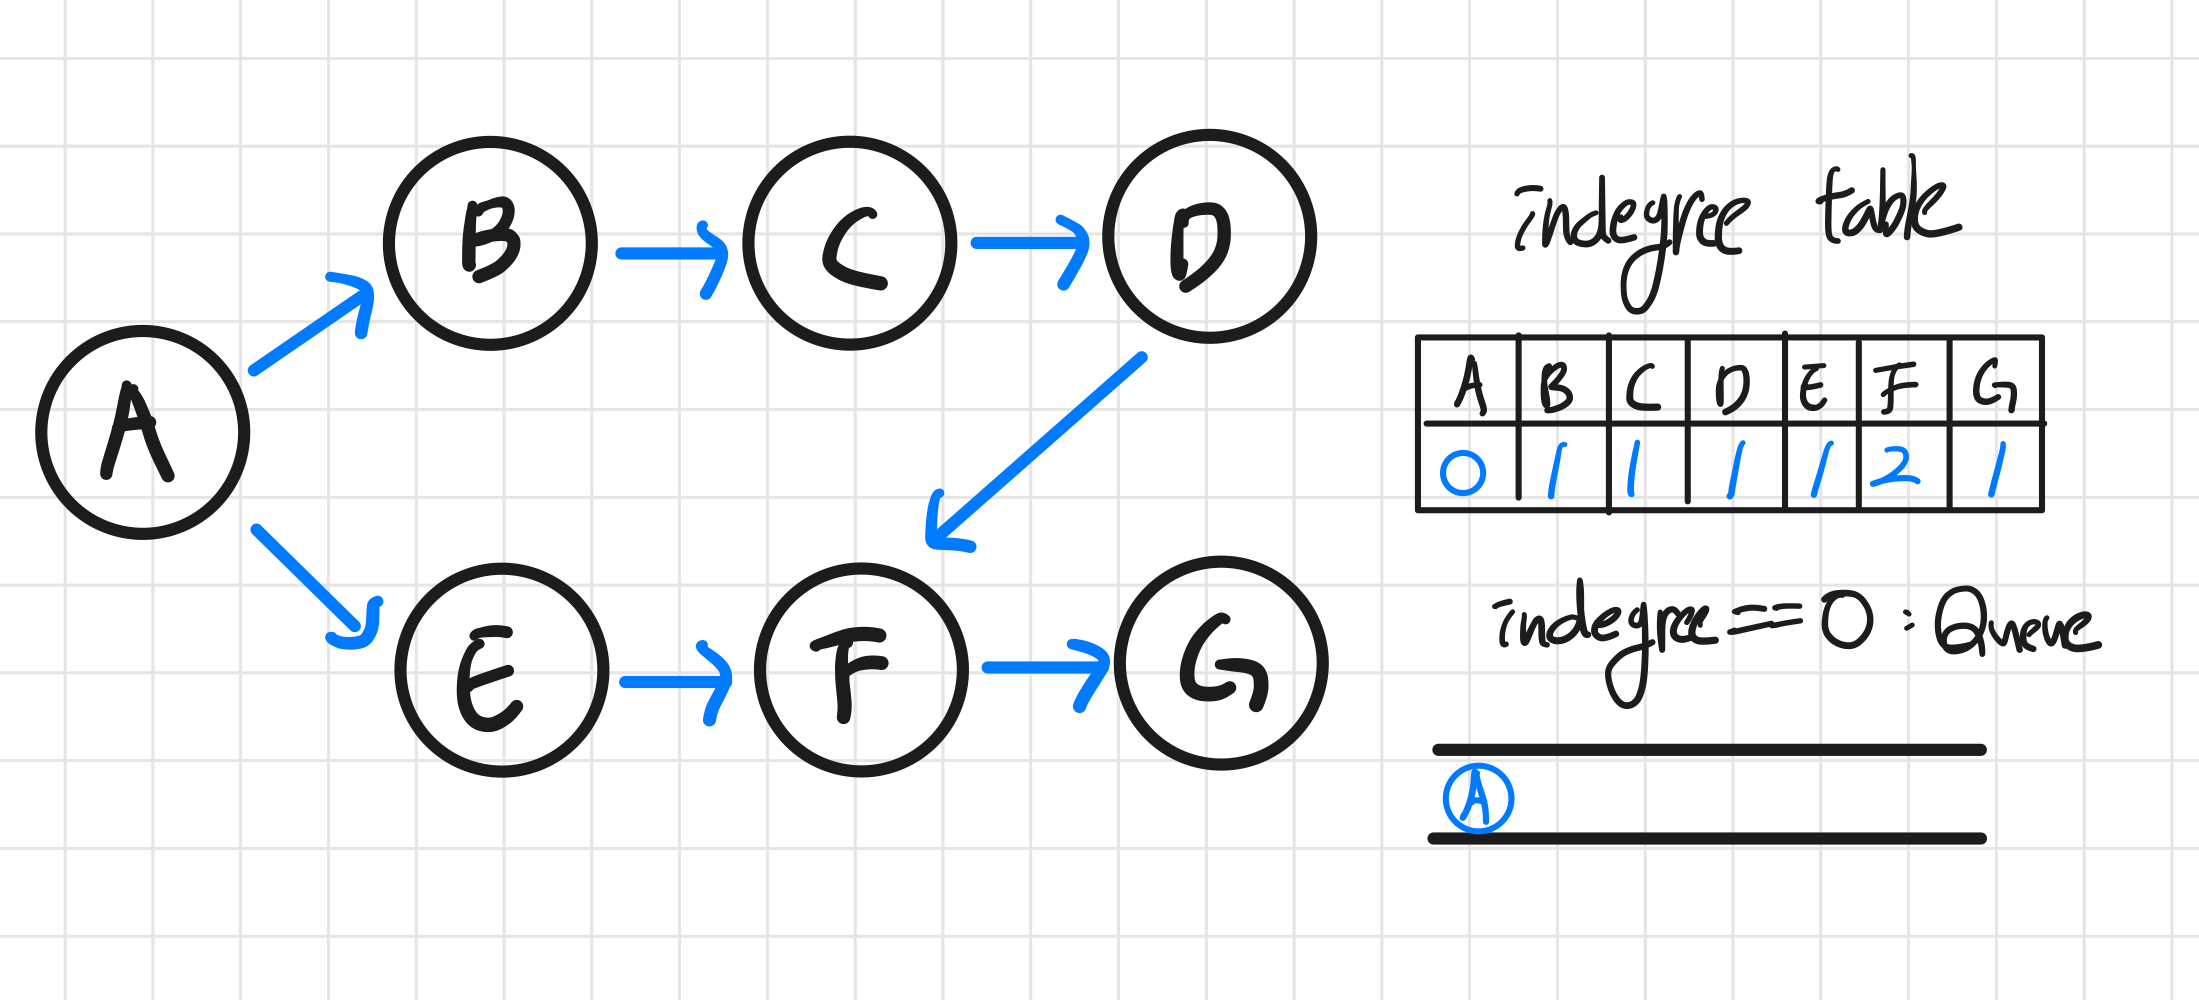 B C D
A
E F G
indegree table
A B C D E F G
0 1 1 1 1 2 1
indegree == 0 : Queue
A